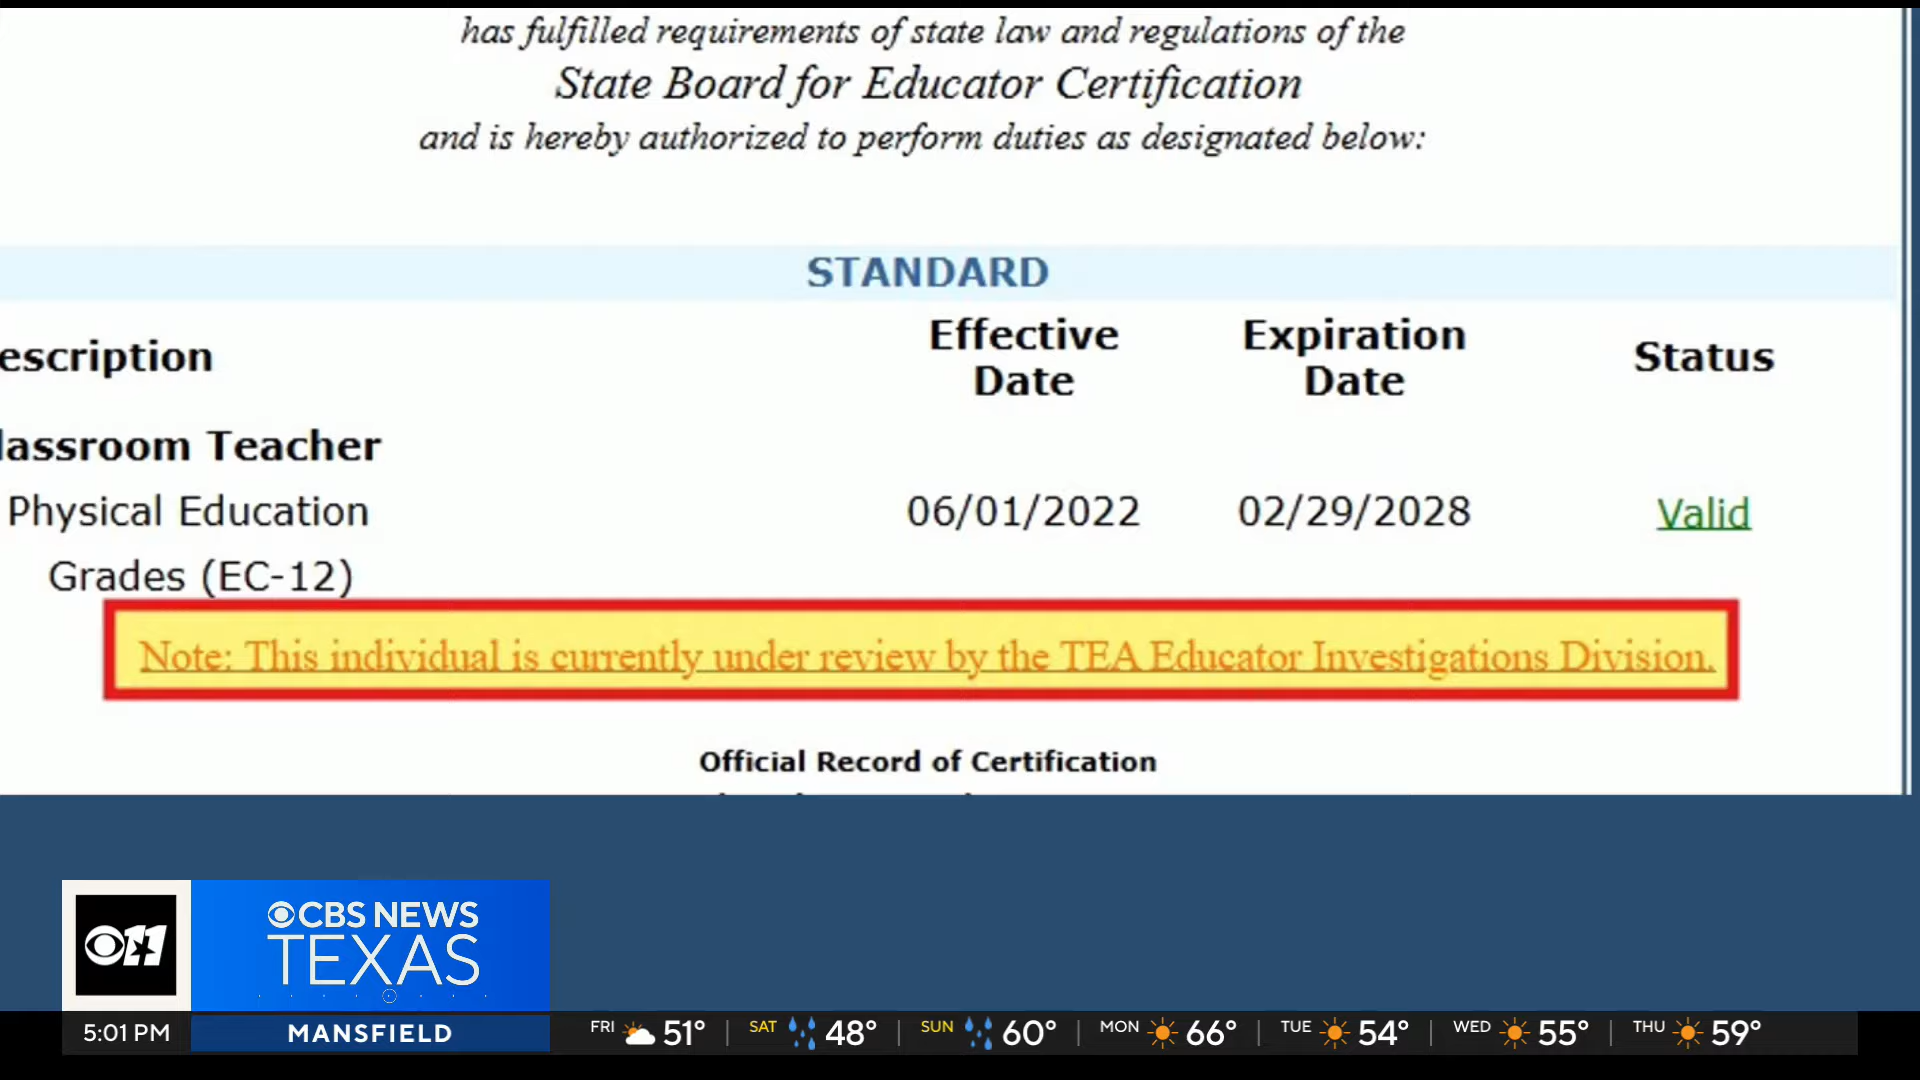 has fulfilled requirements of state law and regulations of the
State Board for Educator Certification
and is hereby authorized to perform duties as designated below:
STANDARD
escription
Effective
Date
Expiration
Date
Status
lassroom Teacher
Physical Education
06/01/2022
02/29/2028
Valid
Grades (EC-12)
Note: This individual is currently under review by the TEA Educator Investigations Division.
Official Record of Certification
11
CBS NEWS
TEXAS
5:01 PM
MANSFIELD
FRI 51° SAT 48° SUN 60° MON 66° TUE 54° WED 55° THU 59°